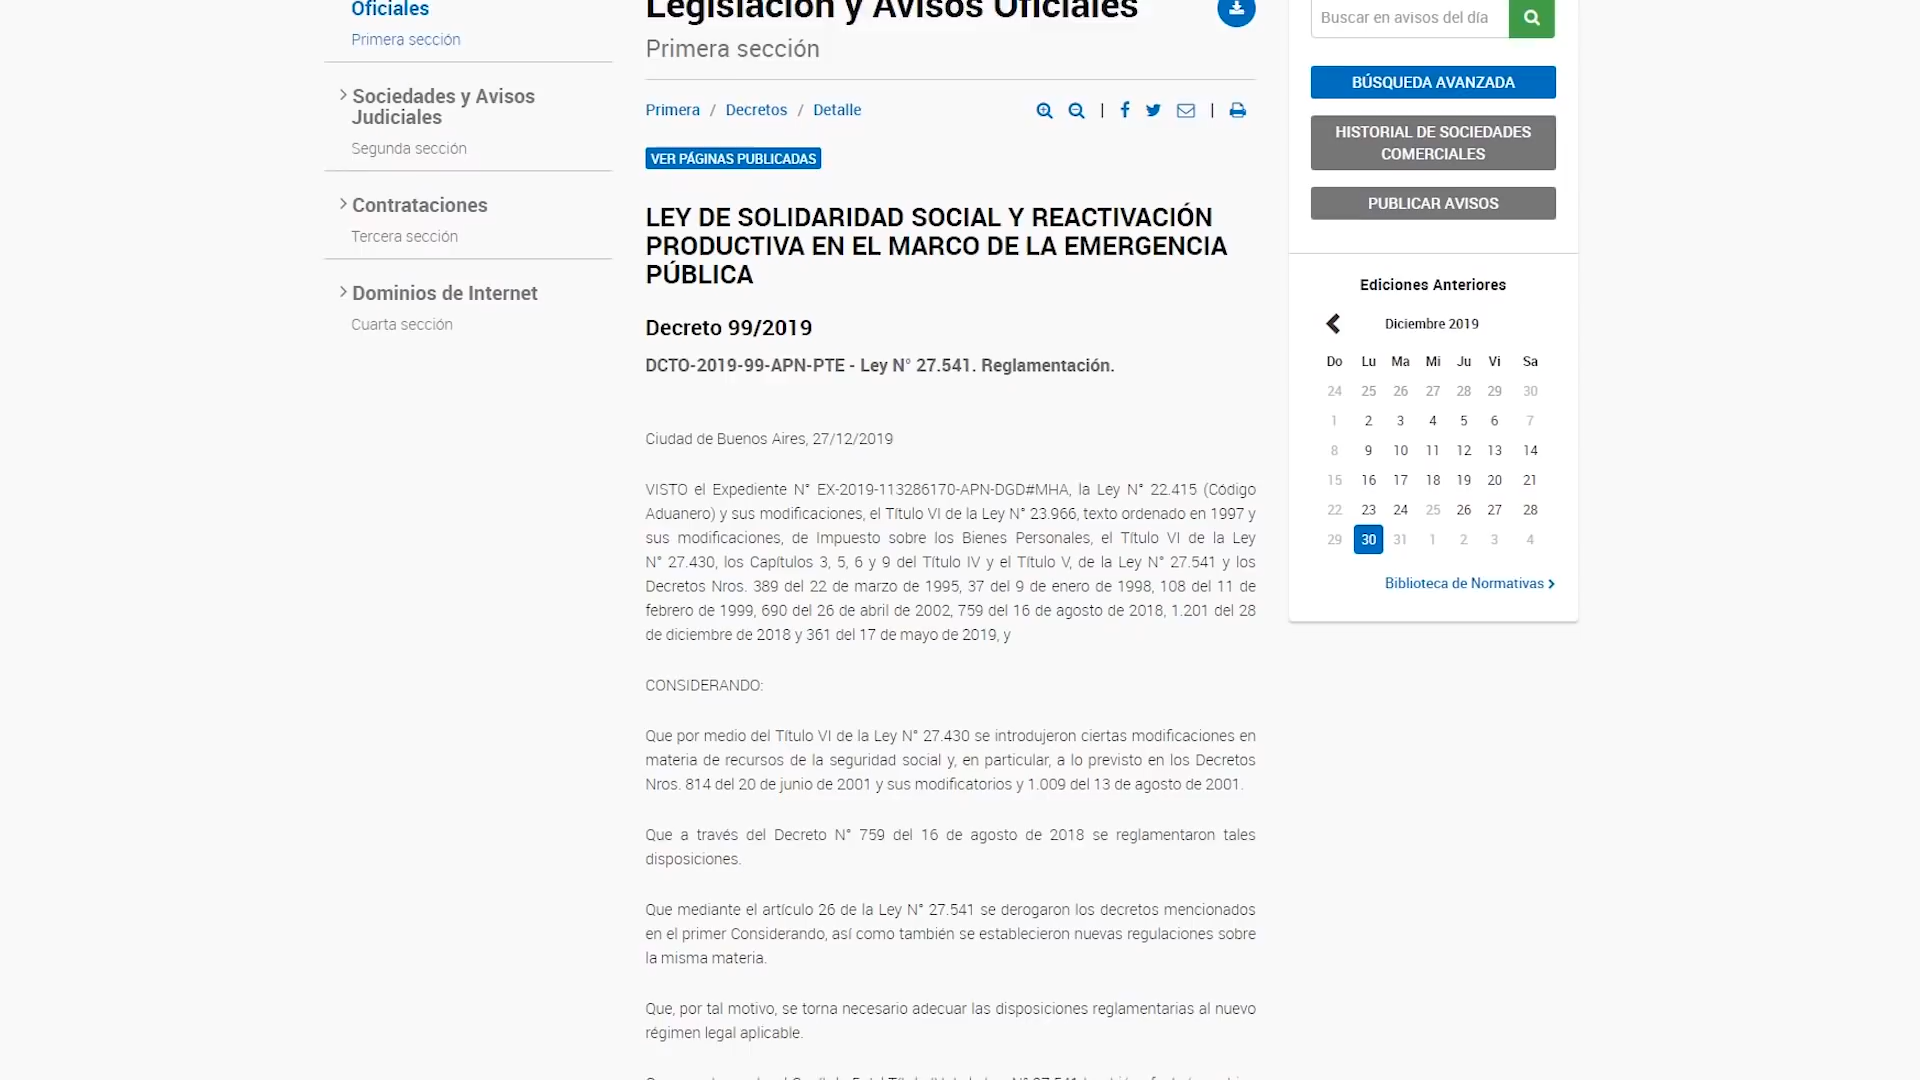 Oficiales
Primera sección
Sociedades y Avisos
Judiciales
Segunda sección
Contrataciones
Tercera sección
Dominios de Internet
Cuarta sección
Legislación y Avisos Oficiales
Primera sección
Primera / Decretos / Detalle
VER PÁGINAS PUBLICADAS
LEY DE SOLIDARIDAD SOCIAL Y REACTIVACIÓN
PRODUCTIVA EN EL MARCO DE LA EMERGENCIA
PÚBLICA
Decreto 99/2019
DCTO-2019-99-APN-PTE - Ley N° 27.541. Reglamentación.
Ciudad de Buenos Aires, 27/12/2019
VISTO el Expediente N° EX-2019-113286170-APN-DGD#MHA, la Ley N° 22.415 (Código
Aduanero) y sus modificaciones, el Título VI de la Ley N° 23.966, texto ordenado en 1997 y
sus modificaciones, de Impuesto sobre los Bienes Personales, el Título VI de la Ley
N° 27.430, los Capítulos 3, 5, 6 y 9 del Título IV y el Título V, de la Ley N° 27.541 y los
Decretos Nros. 389 del 22 de marzo de 1995, 37 del 9 de enero de 1998, 108 del 11 de
febrero de 1999, 690 del 26 de abril de 2002, 759 del 16 de agosto de 2018, 1.201 del 28
de diciembre de 2018 y 361 del 17 de mayo de 2019, y
CONSIDERANDO:
Que por medio del Título VI de la Ley N° 27.430 se introdujeron ciertas modificaciones en
materia de recursos de la seguridad social y, en particular, a lo previsto en los Decretos
Nros. 814 del 20 de junio de 2001 y sus modificatorios y 1.009 del 13 de agosto de 2001.
Que a través del Decreto N° 759 del 16 de agosto de 2018 se reglamentaron tales
disposiciones.
Que mediante el artículo 26 de la Ley N° 27.541 se derogaron los decretos mencionados
en el primer Considerando, así como también se establecieron nuevas regulaciones sobre
la misma materia.
Que, por tal motivo, se torna necesario adecuar las disposiciones reglamentarias al nuevo
régimen legal aplicable.
Buscar en avisos del día
BÚSQUEDA AVANZADA
HISTORIAL DE SOCIEDADES
COMERCIALES
PUBLICAR AVISOS
Ediciones Anteriores
Diciembre 2019
Do Lu Ma Mi Ju Vi Sa
24 25 26 27 28 29 30
1 2 3 4 5 6 7
8 9 10 11 12 13 14
15 16 17 18 19 20 21
22 23 24 25 26 27 28
29 30 31 1 2 3 4
Biblioteca de Normativas